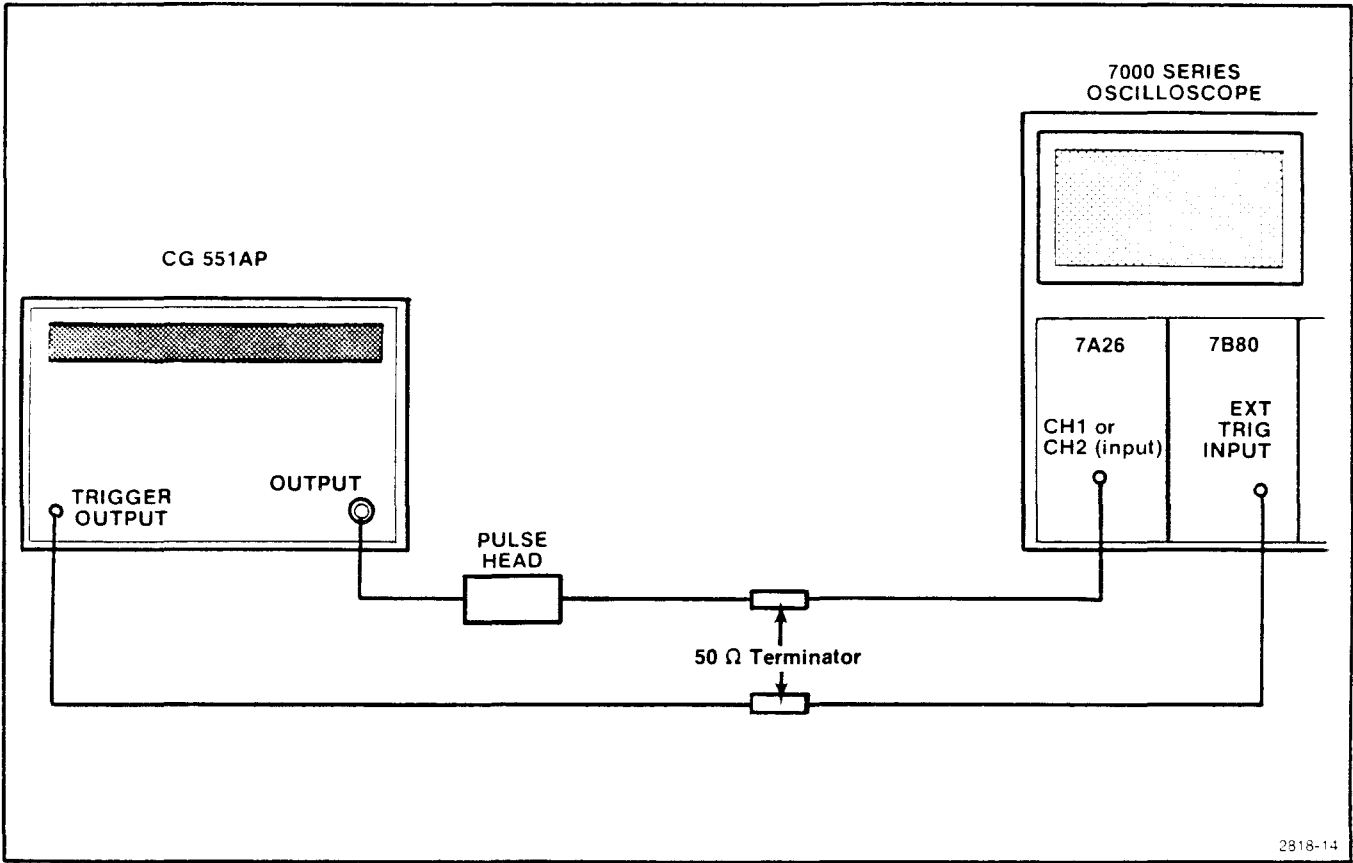 7000 SERIES
OSCILLOSCOPE
CG 551AP
7A26
7B80
CH1 or
CH2 (input)
EXT
TRIG
INPUT
TRIGGER
OUTPUT
OUTPUT
PULSE
HEAD
50 Ω Terminator
2818-14